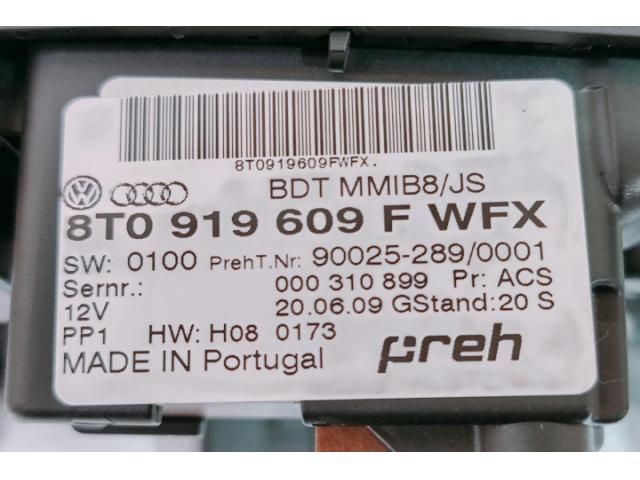 8T0919609FWFX.
BDT MMIB8/JS
8T0 919 609 F WFX
SW: 0100 PrehT.Nr: 90025-289/0001
Sernr.: 000 310 899 Pr: ACS
12V 20.06.09 GStand: 20 S
PP1 HW: H08 0173
MADE IN Portugal preh